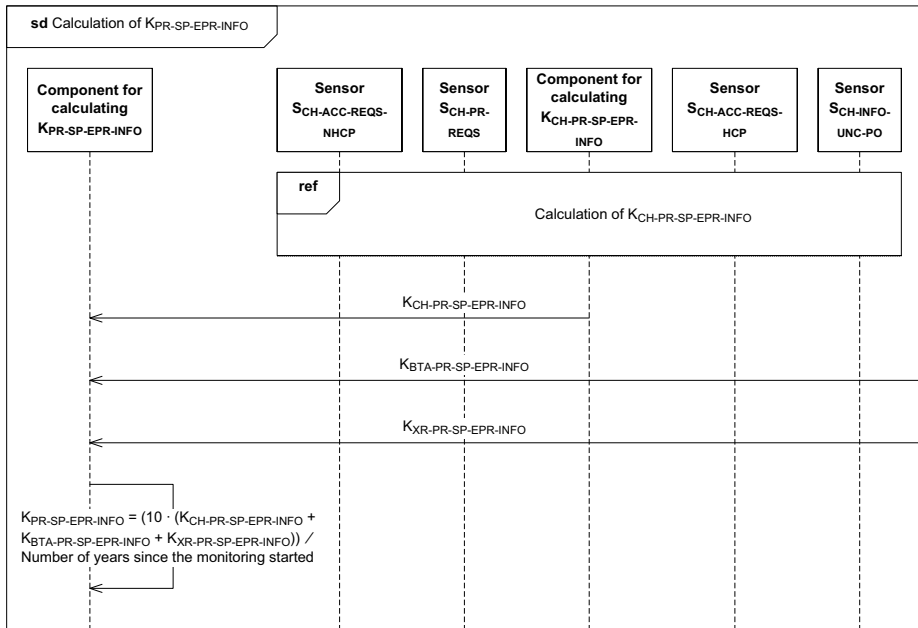 sd Calculation of KPR-SP-EPR-INFO
Component for
calculating
KPR-SP-EPR-INFO
Sensor
SCH-ACC-REQS-
NHCP
Sensor
SCH-PR-
REQS
Component for
calculating
KCH-PR-SP-EPR-
INFO
Sensor
SCH-ACC-REQS-
HCP
Sensor
SCH-INFO-
UNC-PO
ref
Calculation of KCH-PR-SP-EPR-INFO
KCH-PR-SP-EPR-INFO
KBTA-PR-SP-EPR-INFO
KXR-PR-SP-EPR-INFO
KPR-SP-EPR-INFO = (10 · (KCH-PR-SP-EPR-INFO +
KBTA-PR-SP-EPR-INFO + KXR-PR-SP-EPR-INFO)) /
Number of years since the monitoring started